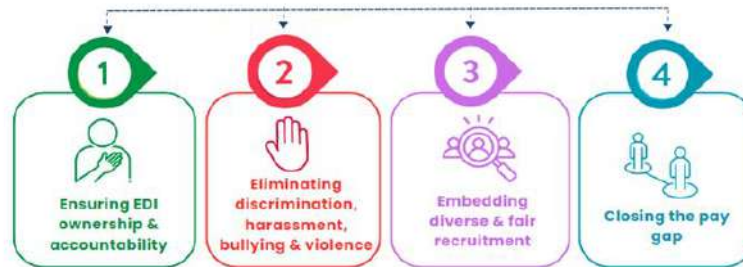 1
Ensuring EDI
ownership &
accountability
2
Eliminating
discrimination,
harassment,
bullying & violence
3
Embedding
diverse & fair
recruitment
4
Closing the pay
gap